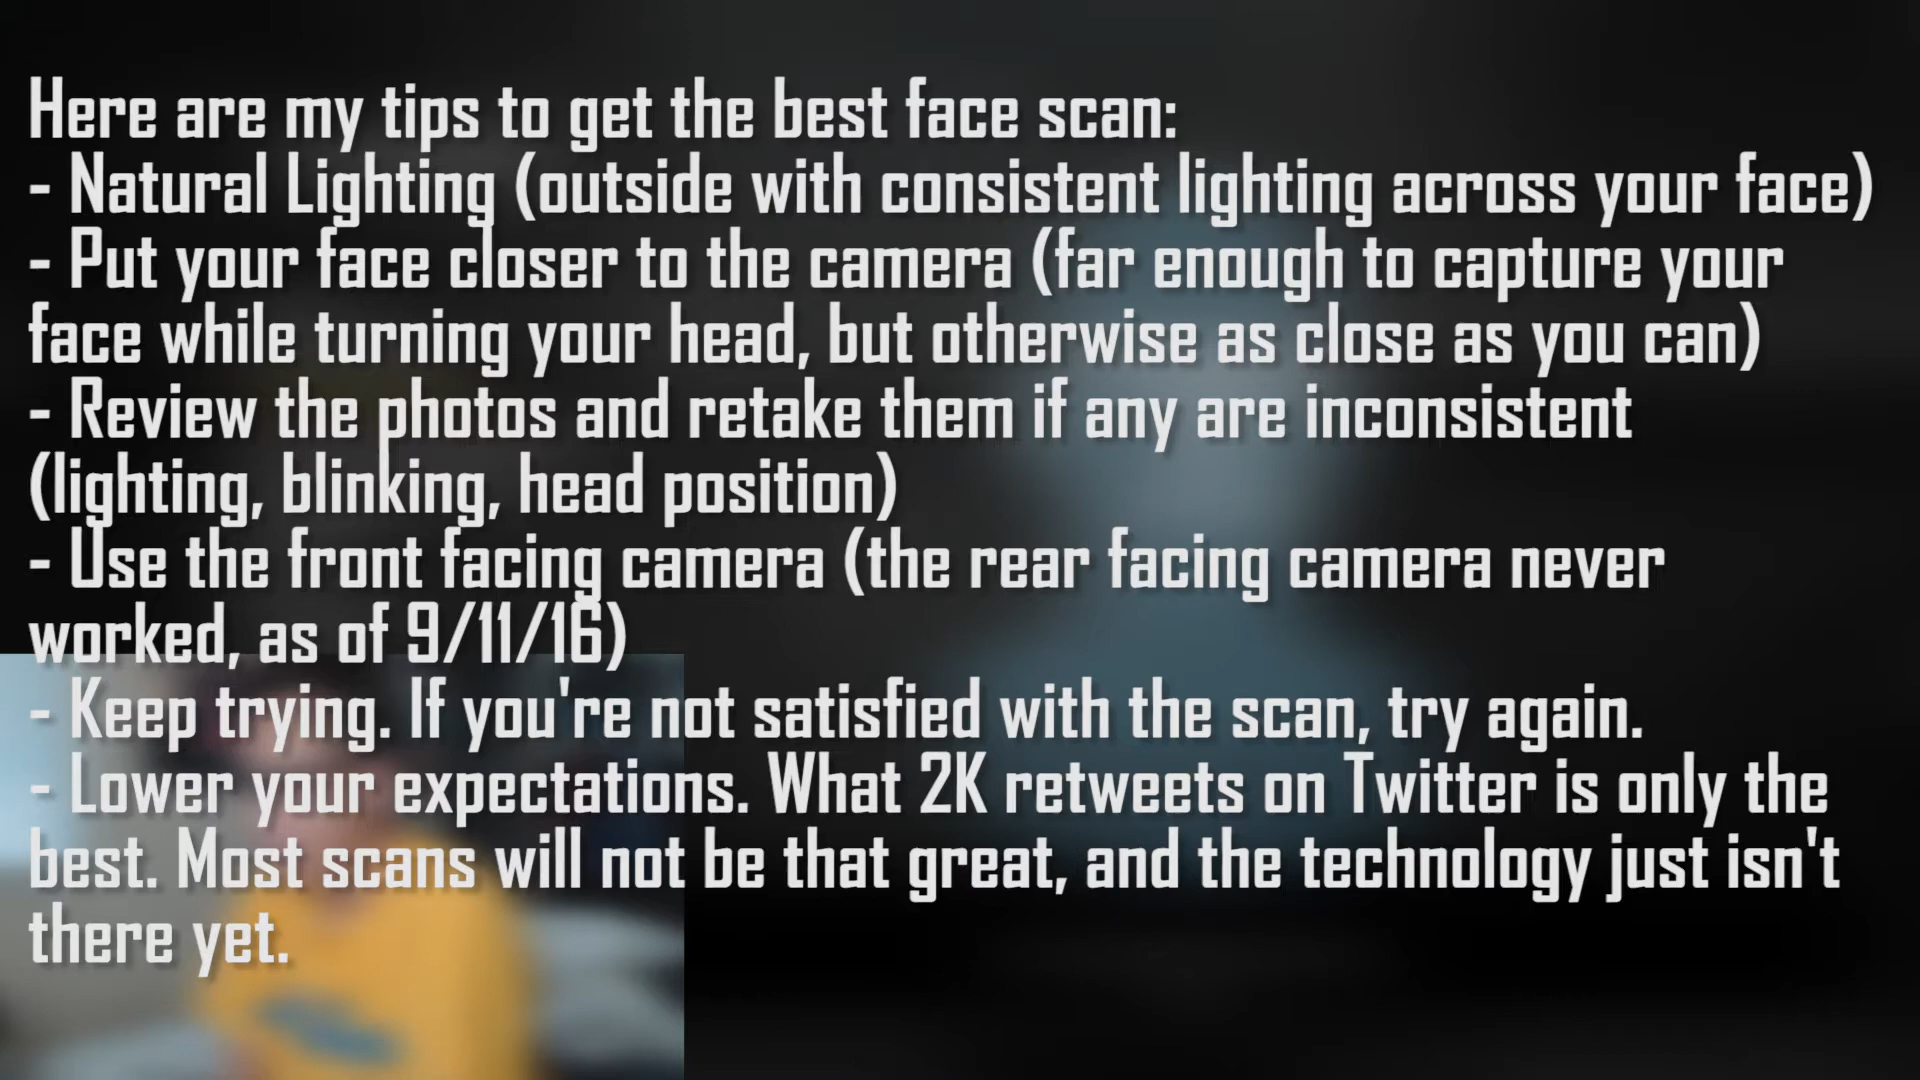 Here are my tips to get the best face scan:
- Natural Lighting (outside with consistent lighting across your face)
- Put your face closer to the camera (far enough to capture your
face while turning your head, but otherwise as close as you can)
- Review the photos and retake them if any are inconsistent
(lighting, blinking, head position)
- Use the front facing camera (the rear facing camera never
worked, as of 9/11/16)
- Keep trying. If you're not satisfied with the scan, try again.
- Lower your expectations. What 2K retweets on Twitter is only the
best. Most scans will not be that great, and the technology just isn't
there yet.